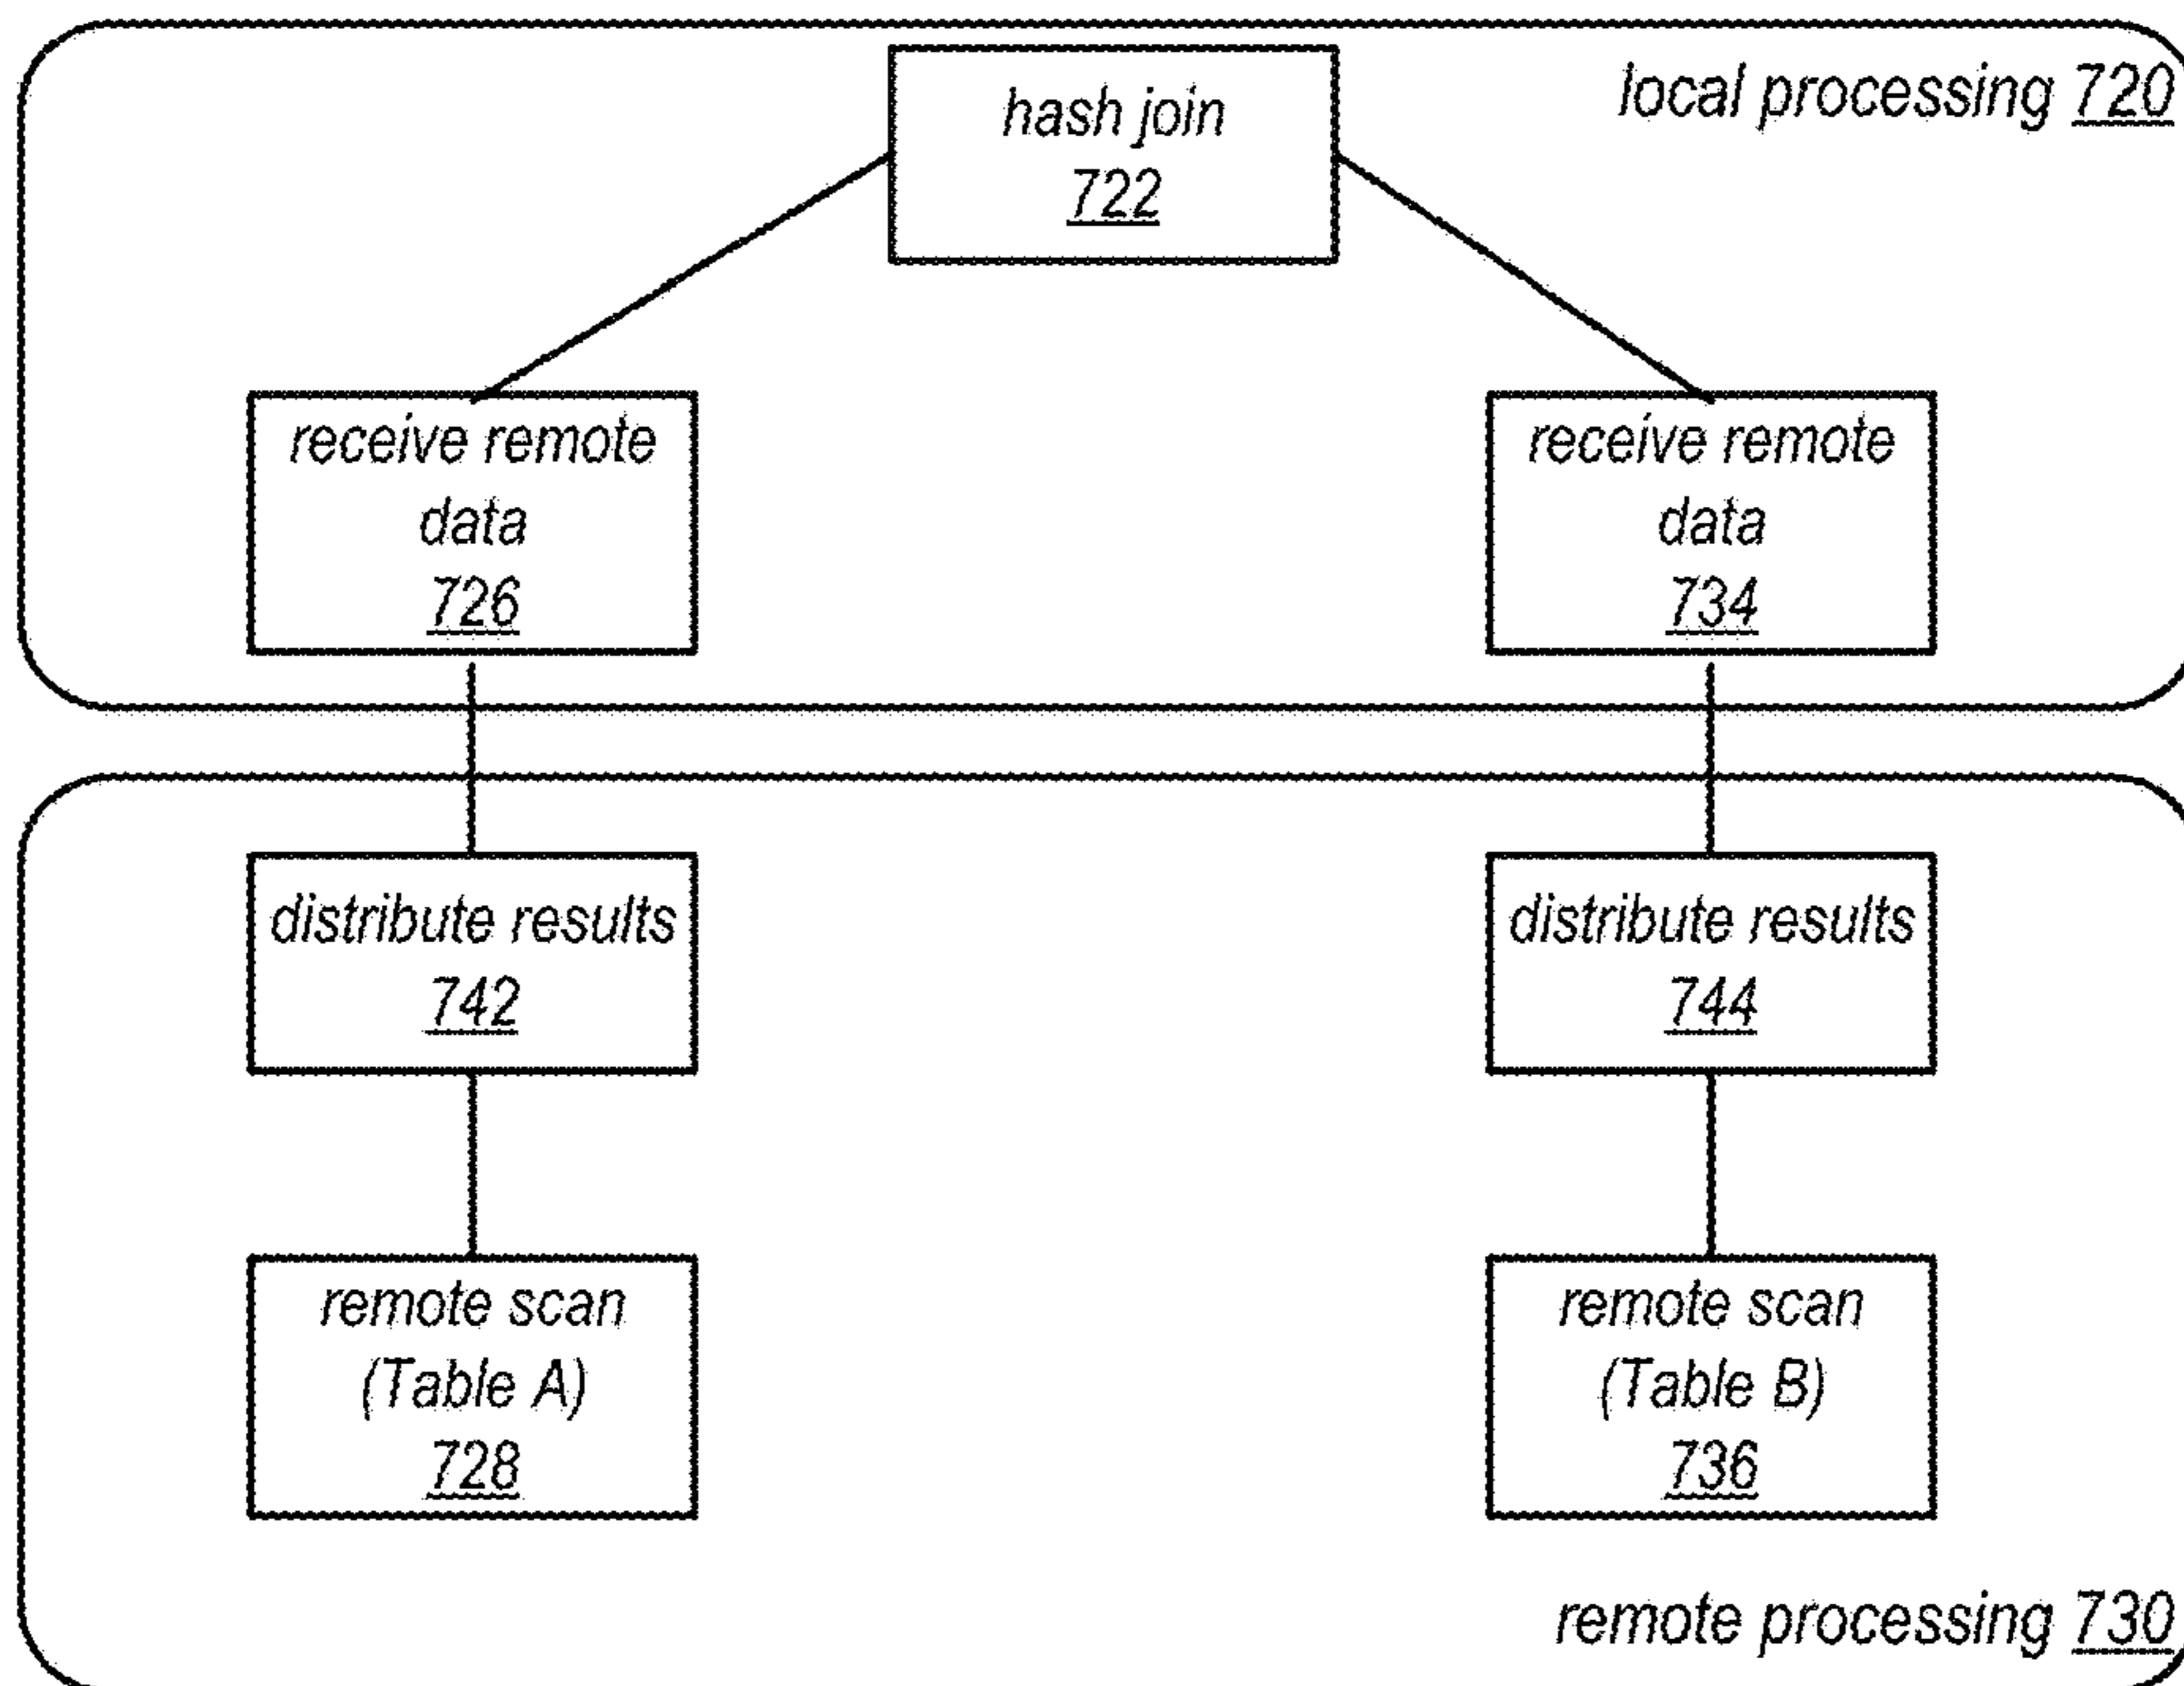 local processing 720
hash join
722
receive remote
data
726
receive remote
data
734
distribute results
742
distribute results
744
remote scan
(Table A)
728
remote scan
(Table B)
736
remote processing 730